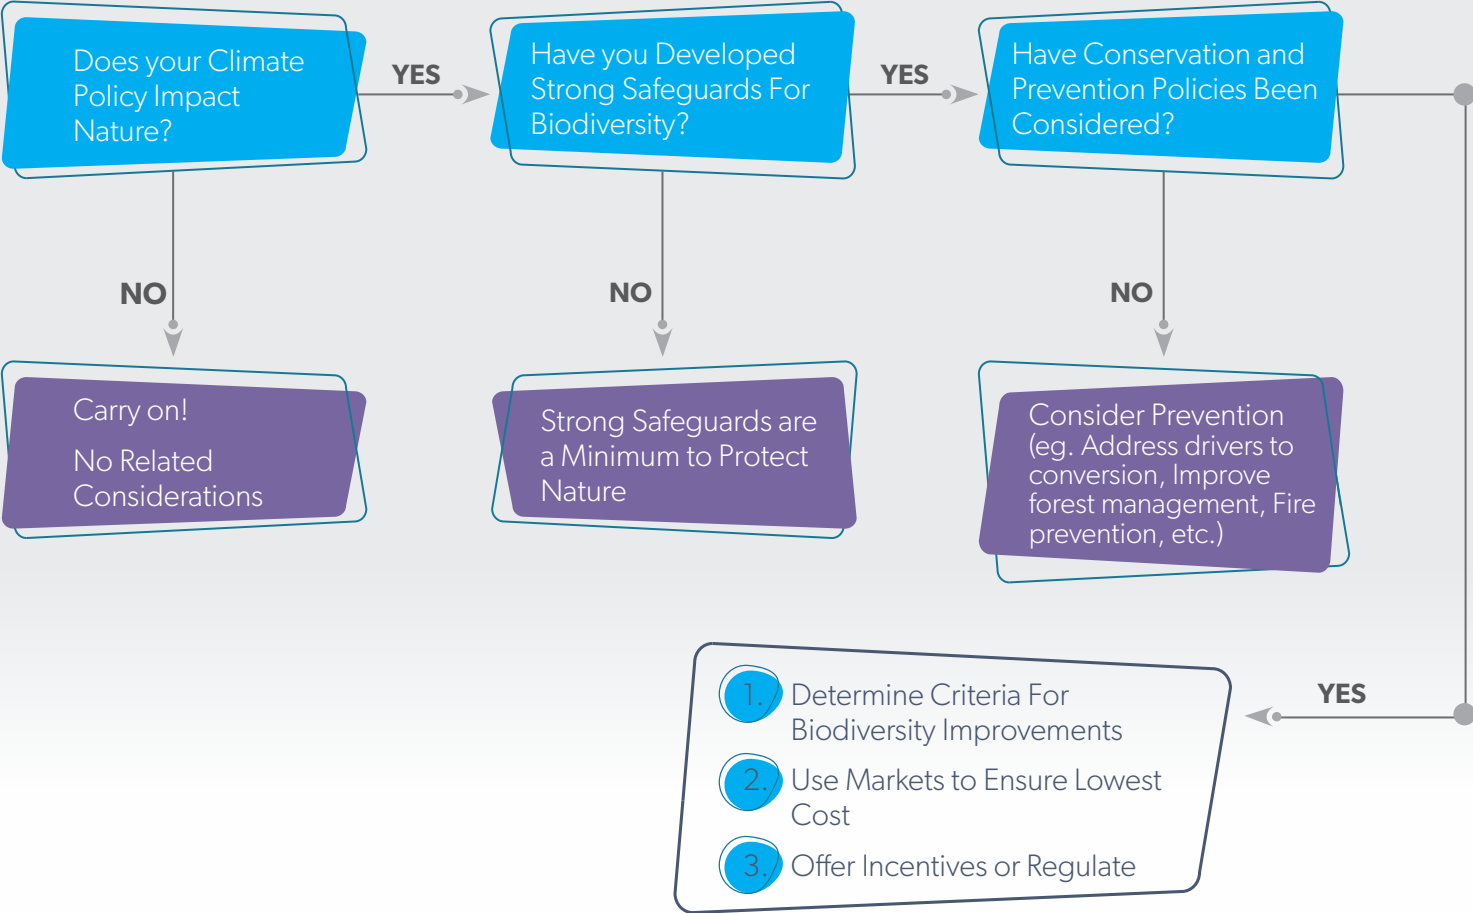 Does your Climate
Policy Impact
Nature?
YES
Have you Developed
Strong Safeguards For
Biodiversity?
YES
Have Conservation and
Prevention Policies Been
Considered?
NO
NO
NO
Carry on!
No Related
Considerations
Strong Safeguards are
a Minimum to Protect
Nature
Consider Prevention
(eg. Address drivers to
conversion, Improve
forest management, Fire
prevention, etc.)
YES
1. Determine Criteria For
Biodiversity Improvements
2. Use Markets to Ensure Lowest
Cost
3. Offer Incentives or Regulate